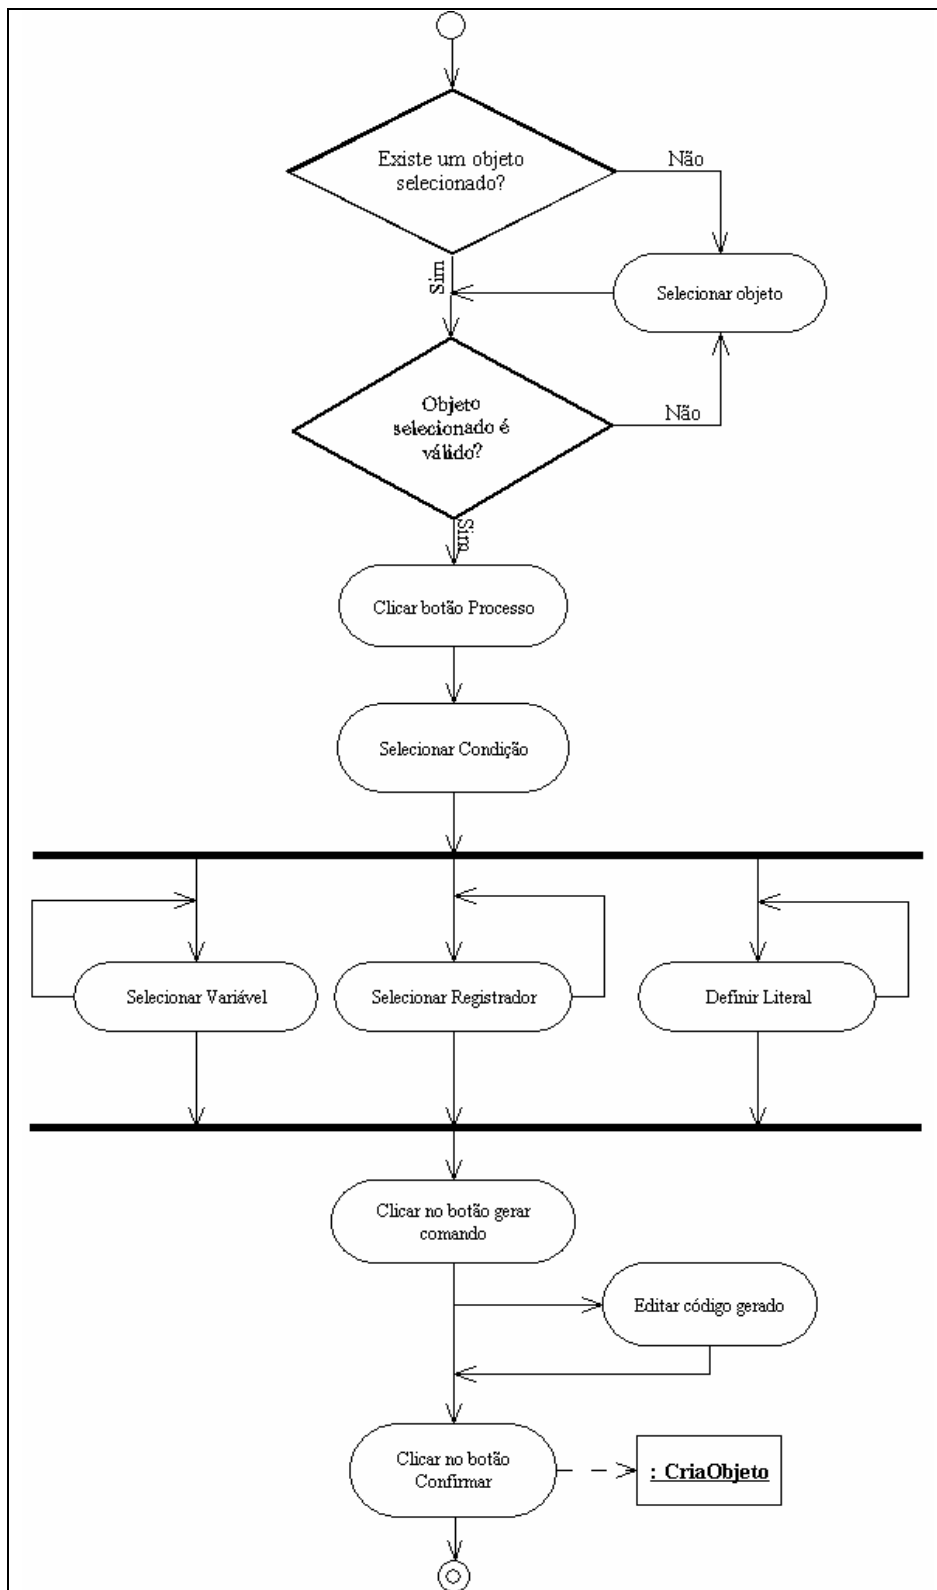 Existe um objeto
selecionado?
Não
Sim
Selecionar objeto
Objeto
selecionado é
válido?
Não
Sim
Clicar botão Processo
Selecionar Condição
Selecionar Variável
Selecionar Registrador
Definir Literal
Clicar no botão gerar
comando
Editar código gerado
Clicar no botão
Confirmar
: CriaObjeto